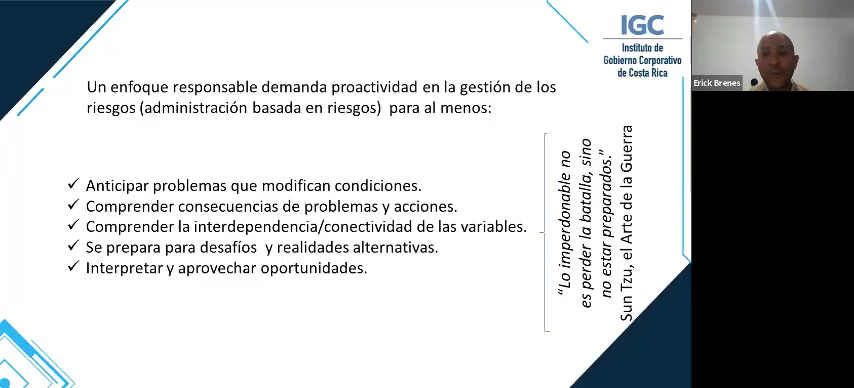 IGC
Instituto de
Gobierno Corporativo
de Costa Rica
Erick Brenes
Un enfoque responsable demanda proactividad en la gestión de los
riesgos (administración basada en riesgos)  para al menos:
✓ Anticipar problemas que modifican condiciones.
✓ Comprender consecuencias de problemas y acciones.
✓ Comprender la interdependencia/conectividad de las variables.
✓ Se prepara para desafíos  y realidades alternativas.
✓ Interpretar y aprovechar oportunidades.
“Lo imperdonable no
es perder la batalla, sino
no estar preparados.”
Sun Tzu, el Arte de la Guerra